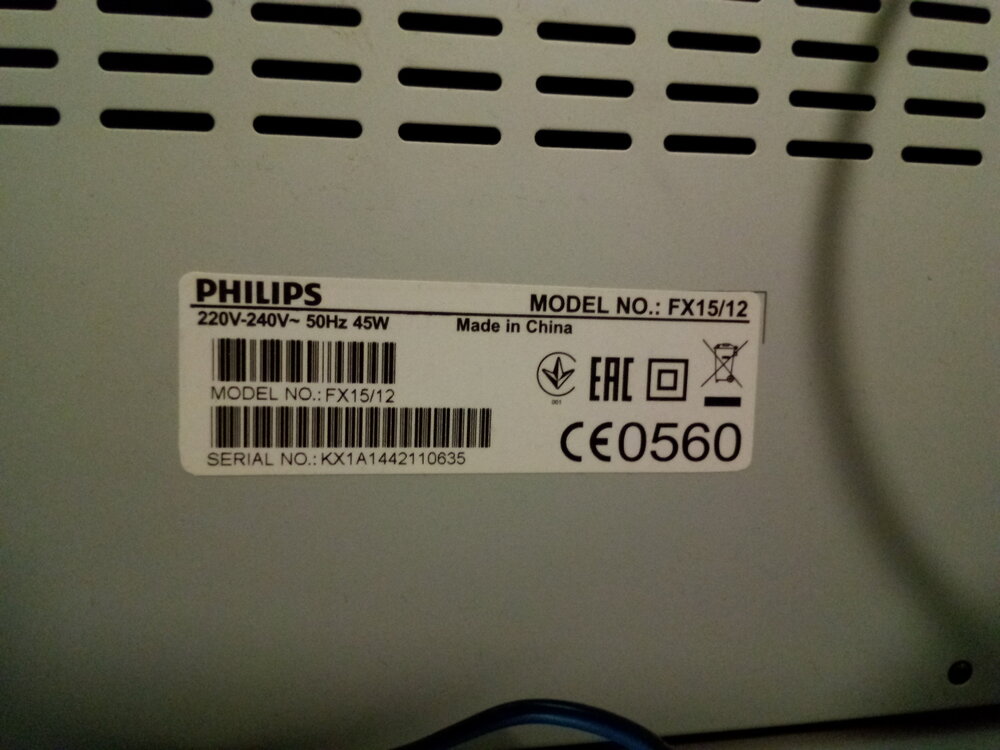 PHILIPS
MODEL NO.: FX15/12
220V-240V~ 50Hz 45W
Made in China
MODEL NO.: FX15/12
001
EAC
CE0560
SERIAL NO.: KX1A1442110635